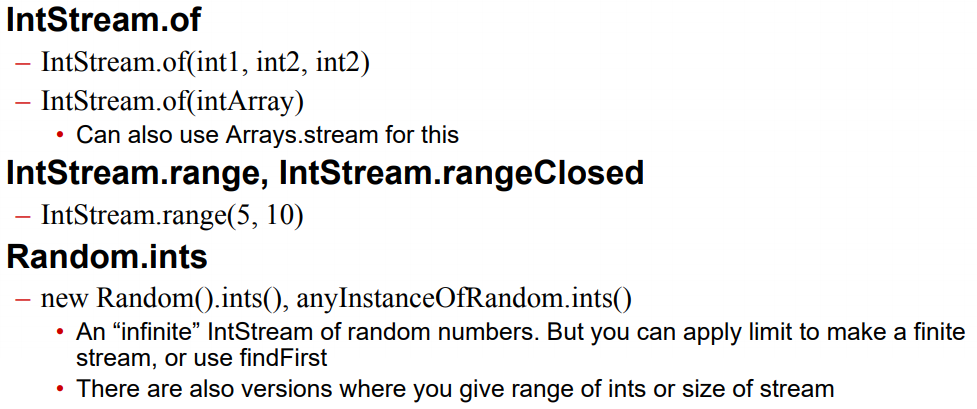 IntStream.of
– IntStream.of(int1, int2, int2)
– IntStream.of(intArray)
• Can also use Arrays.stream for this
IntStream.range, IntStream.rangeClosed
– IntStream.range(5, 10)
Random.ints
– new Random().ints(), anyInstanceOfRandom.ints()
• An “infinite” IntStream of random numbers. But you can apply limit to make a finite
stream, or use findFirst
• There are also versions where you give range of ints or size of stream